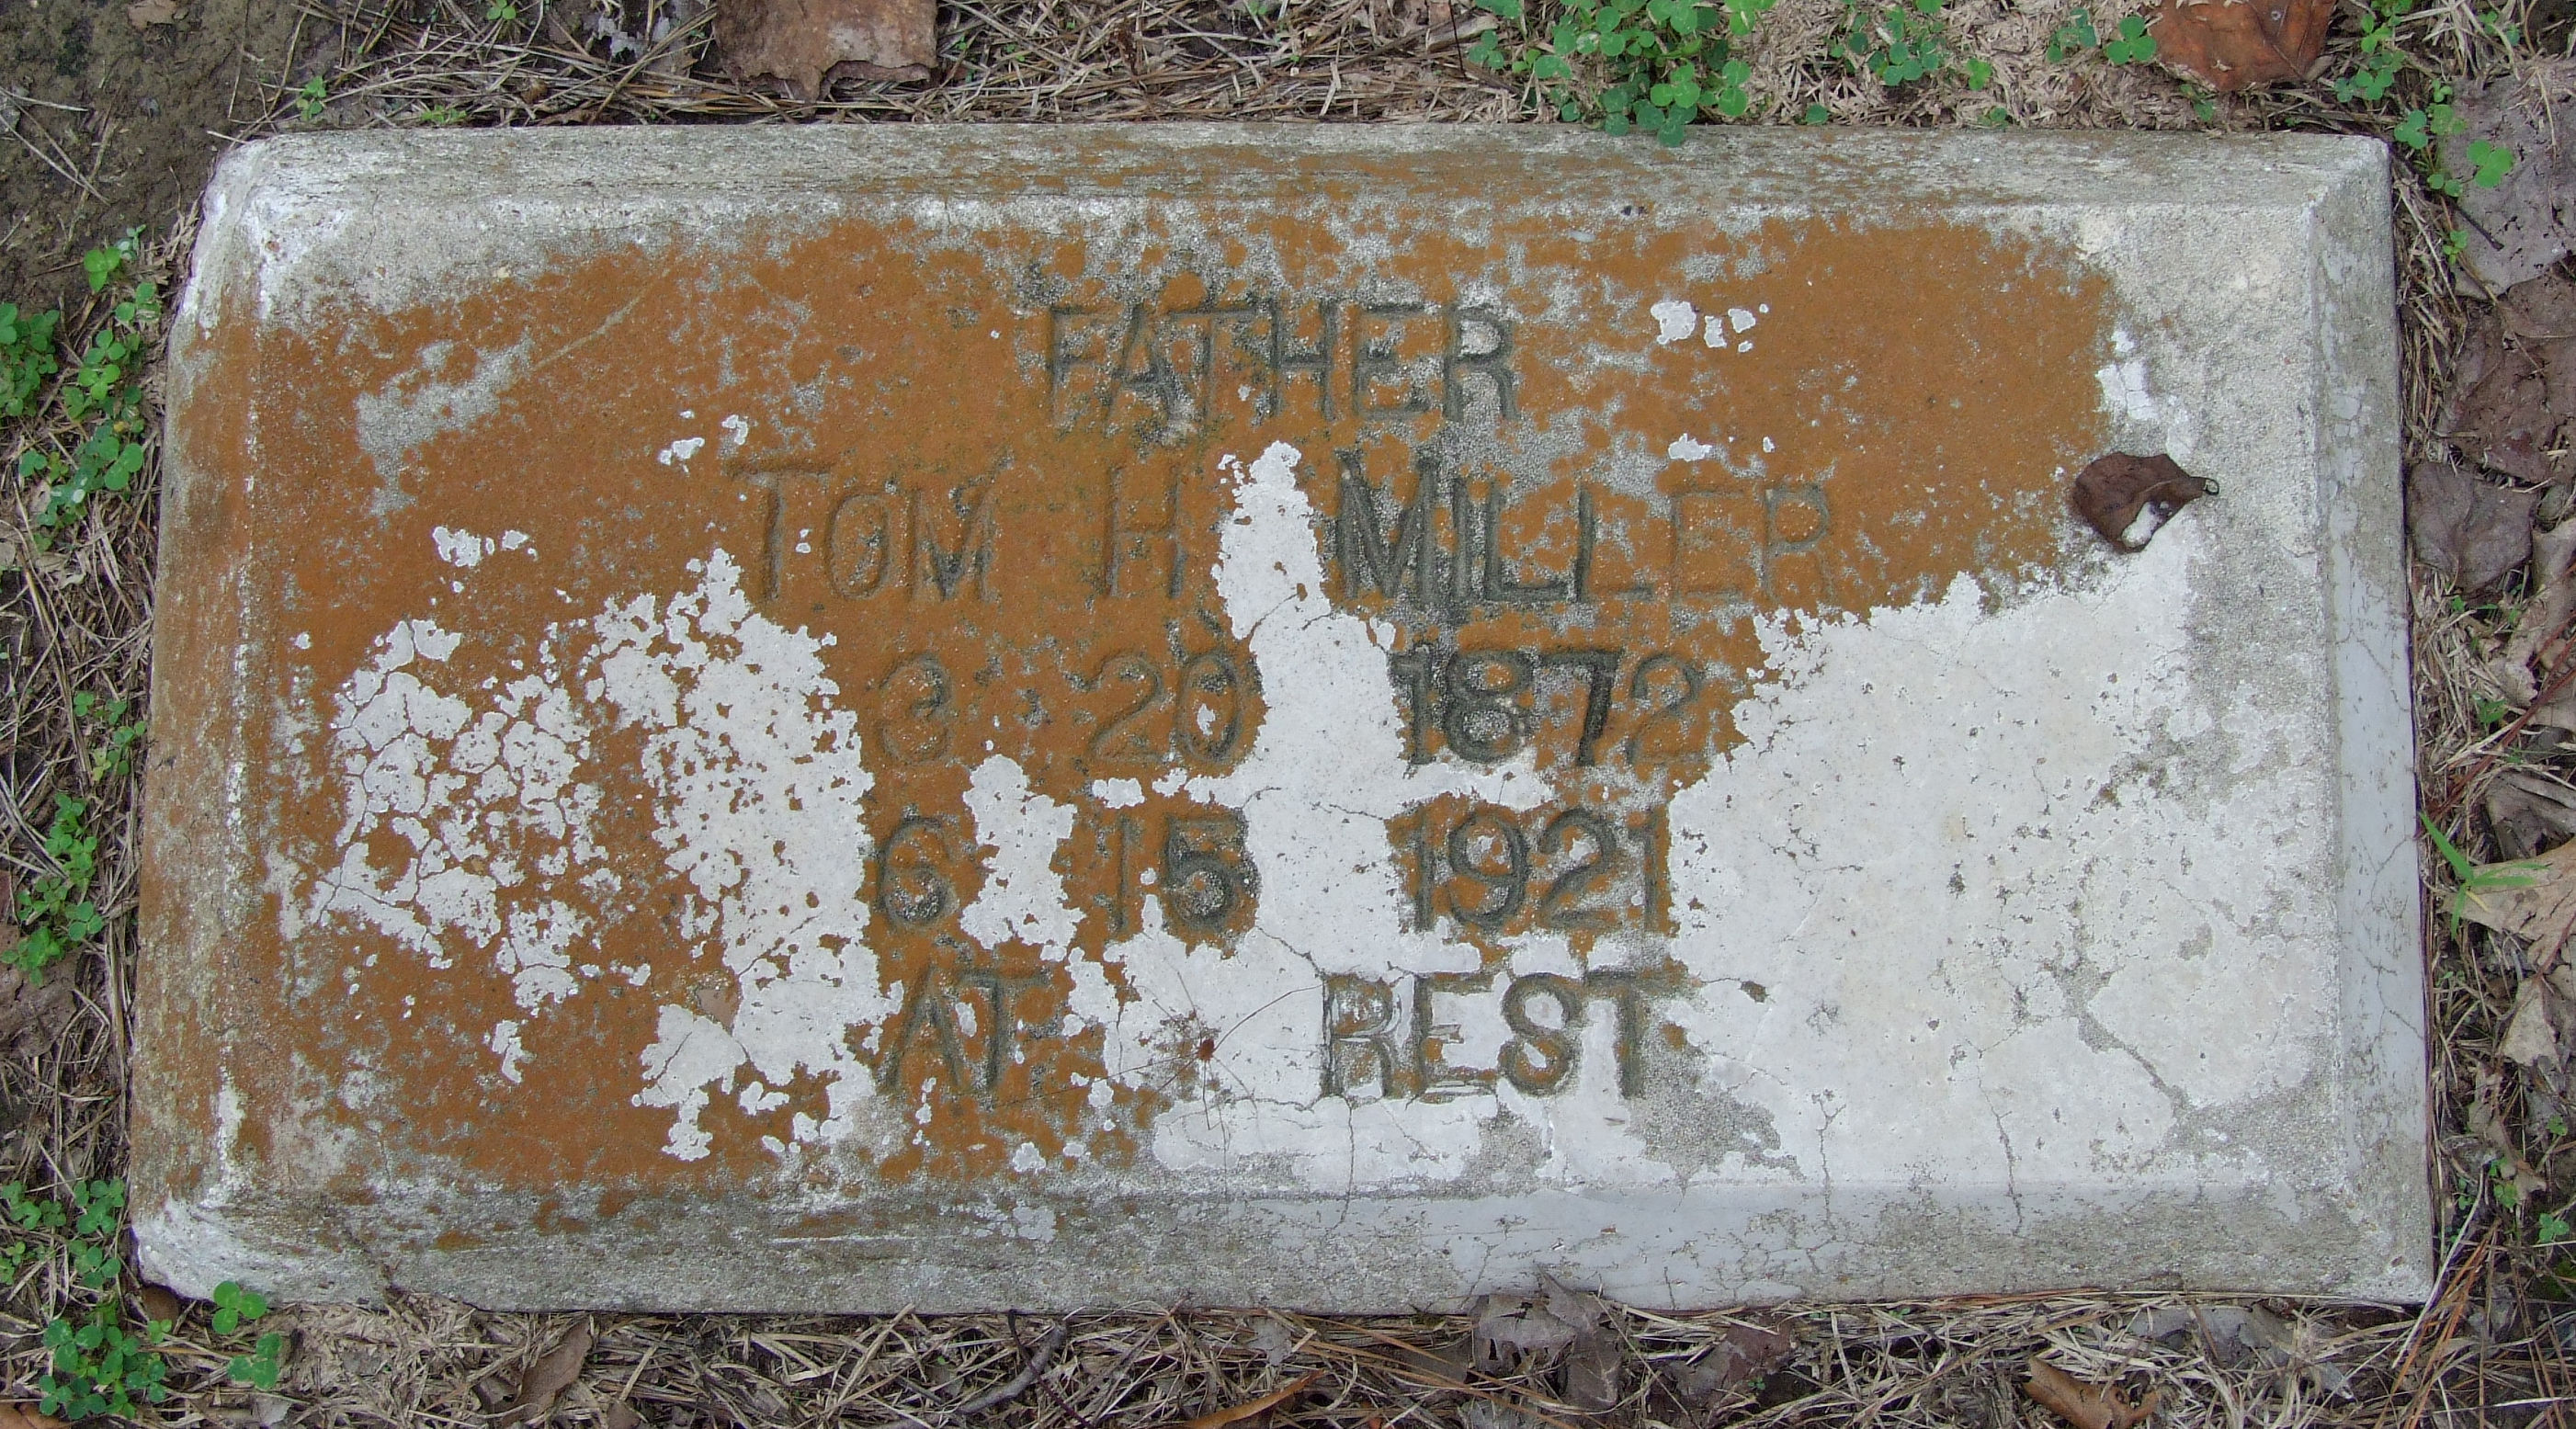 FATHER
TOM H MILLER
3 20 1872
6 15 1921
AT REST